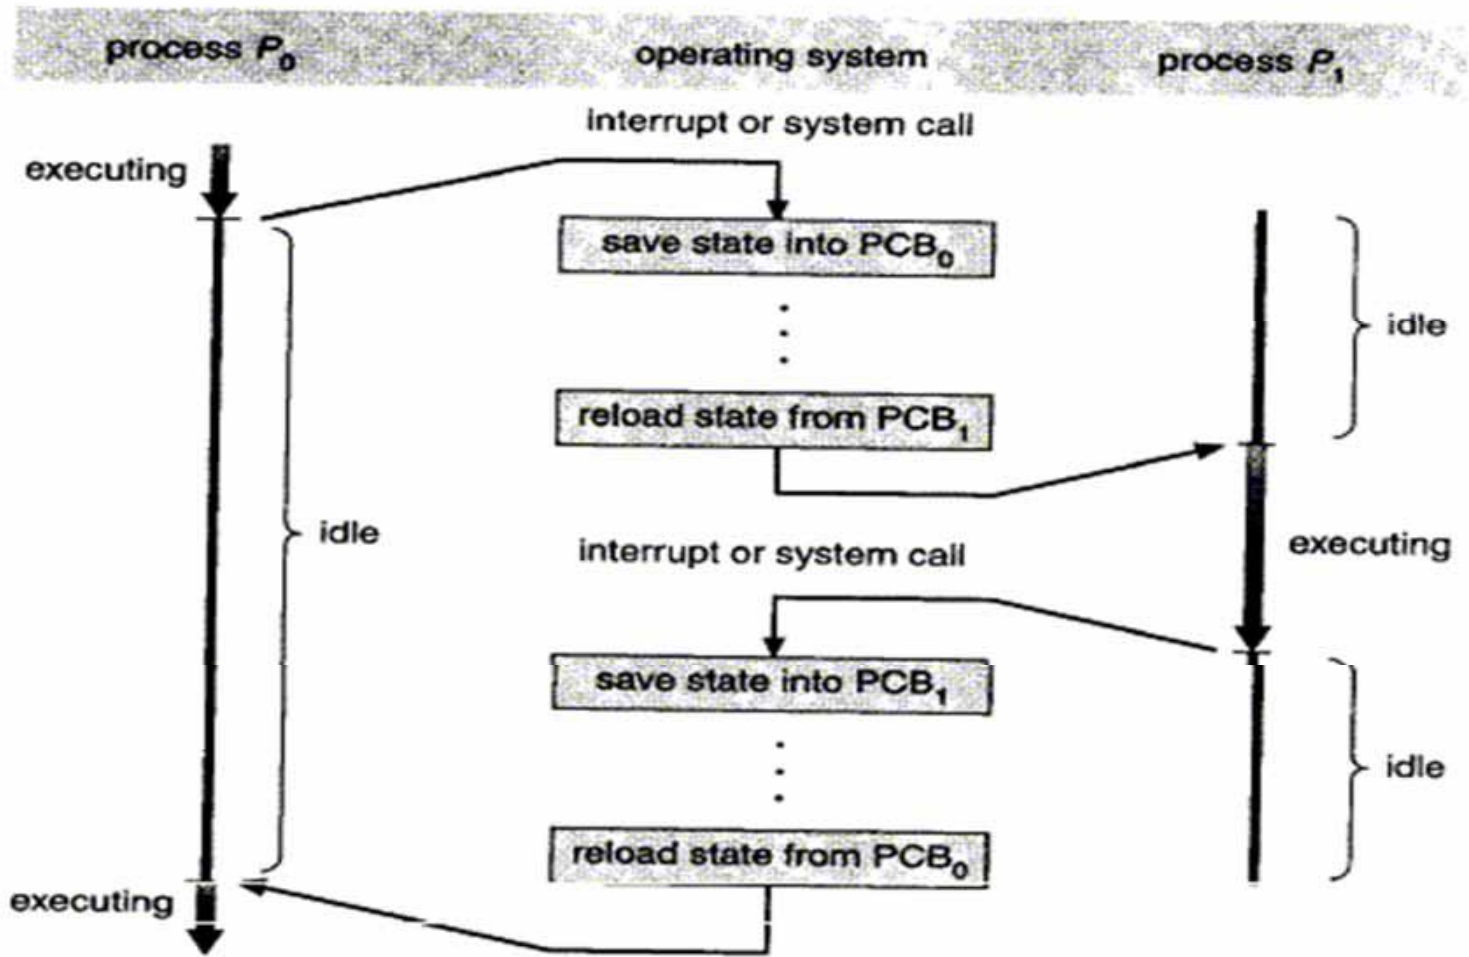 process P₀
operating system
process P₁
interrupt or system call
executing
save state into PCB₀
idle
reload state from PCB₁
idle
interrupt or system call
executing
save state into PCB₁
idle
reload state from PCB₀
executing